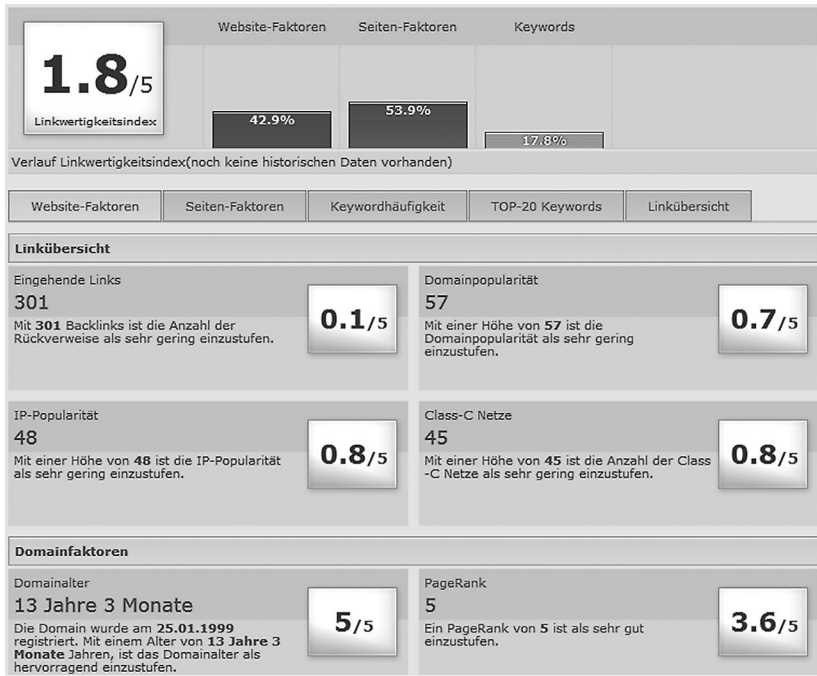 Website-Faktoren Seiten-Faktoren Keywords
1.8/5
Linkwertigkeitsindex
42.9% 53.9% 17.8%
Verlauf Linkwertigkeitsindex(noch keine historischen Daten vorhanden)
Website-Faktoren Seiten-Faktoren Keywordhäufigkeit TOP-20 Keywords Linkübersicht
Linkübersicht
Eingehende Links
301
Mit 301 Backlinks ist die Anzahl der
Rückverweise als sehr gering einzustufen.
0.1/5
Domainpopularität
57
Mit einer Höhe von 57 ist die
Domainpopularität als sehr gering
einzustufen.
0.7/5
IP-Popularität
48
Mit einer Höhe von 48 ist die IP-Popularität
als sehr gering einzustufen.
0.8/5
Class-C Netze
45
Mit einer Höhe von 45 ist die Anzahl der Class
-C Netze als sehr gering einzustufen.
0.8/5
Domainfaktoren
Domainalter
13 Jahre 3 Monate
Die Domain wurde am 25.01.1999
registriert. Mit einem Alter von 13 Jahre 3
Monate Jahren, ist das Domainalter als
hervorragend einzustufen.
5/5
PageRank
5
Ein PageRank von 5 ist als sehr gut
einzustufen.
3.6/5